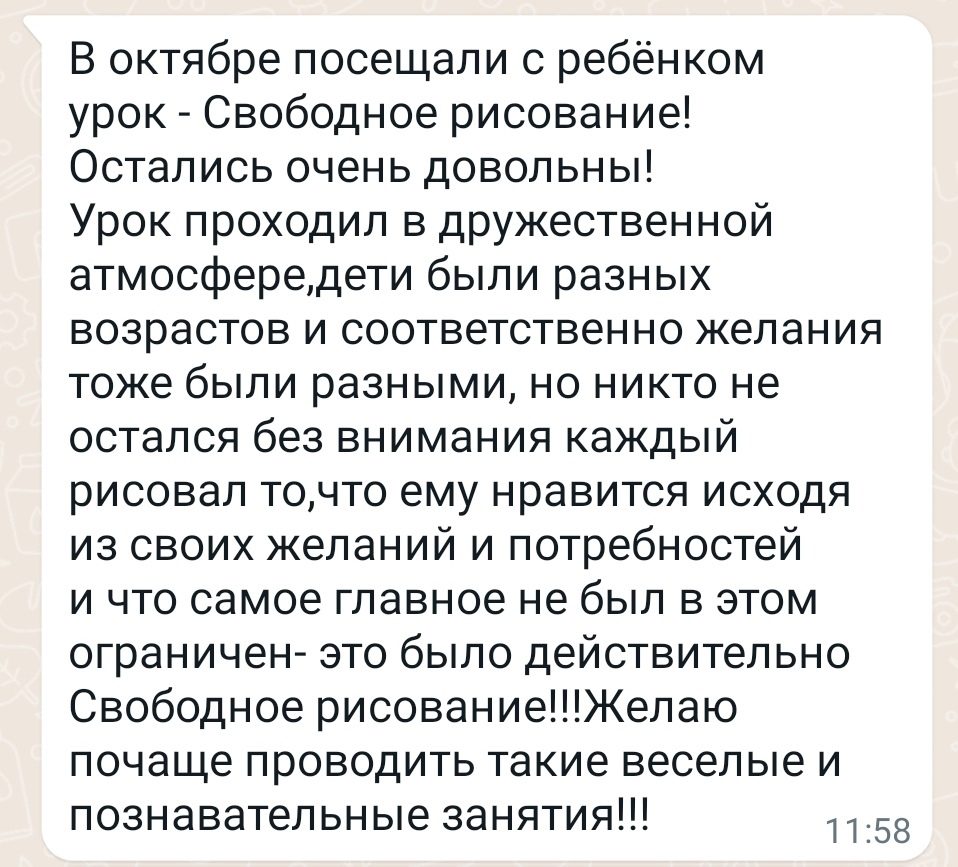 В октябре посещали с ребёнком
урок - Свободное рисование!
Остались очень довольны!
Урок проходил в дружественной
атмосфере,дети были разных
возрастов и соответственно желания
тоже были разными, но никто не
остался без внимания каждый
рисовал то,что ему нравится исходя
из своих желаний и потребностей
и что самое главное не был в этом
ограничен- это было действительно
Свободное рисование!!!Желаю
почаще проводить такие веселые и
познавательные занятия!!!
11:58